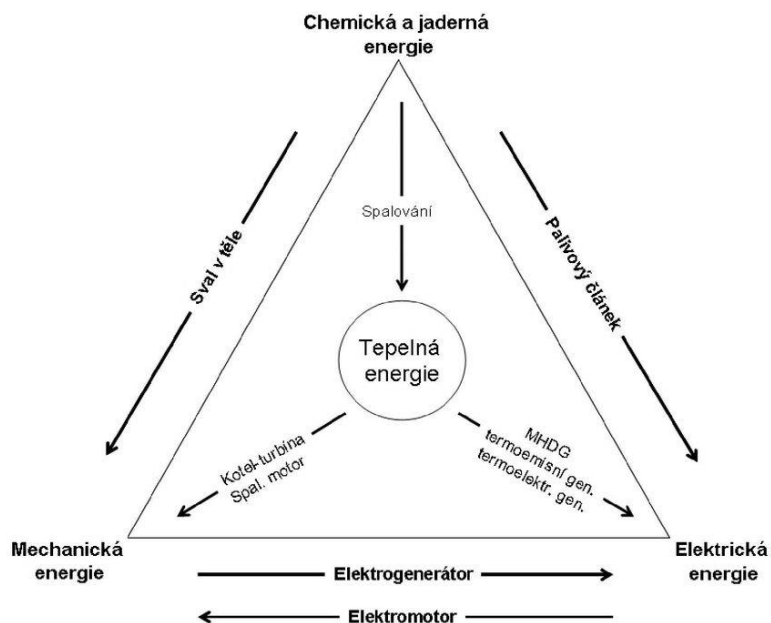 Chemická a jaderná
energie
Spalování
Sval v těle
Palivový článek
Tepelná
energie
Kotel-turbína
Spal. motor
MHDG
termoemisní gen.
termoelektr. gen.
Mechanická
energie
Elektrická
energie
Elektrogenerátor
Elektromotor